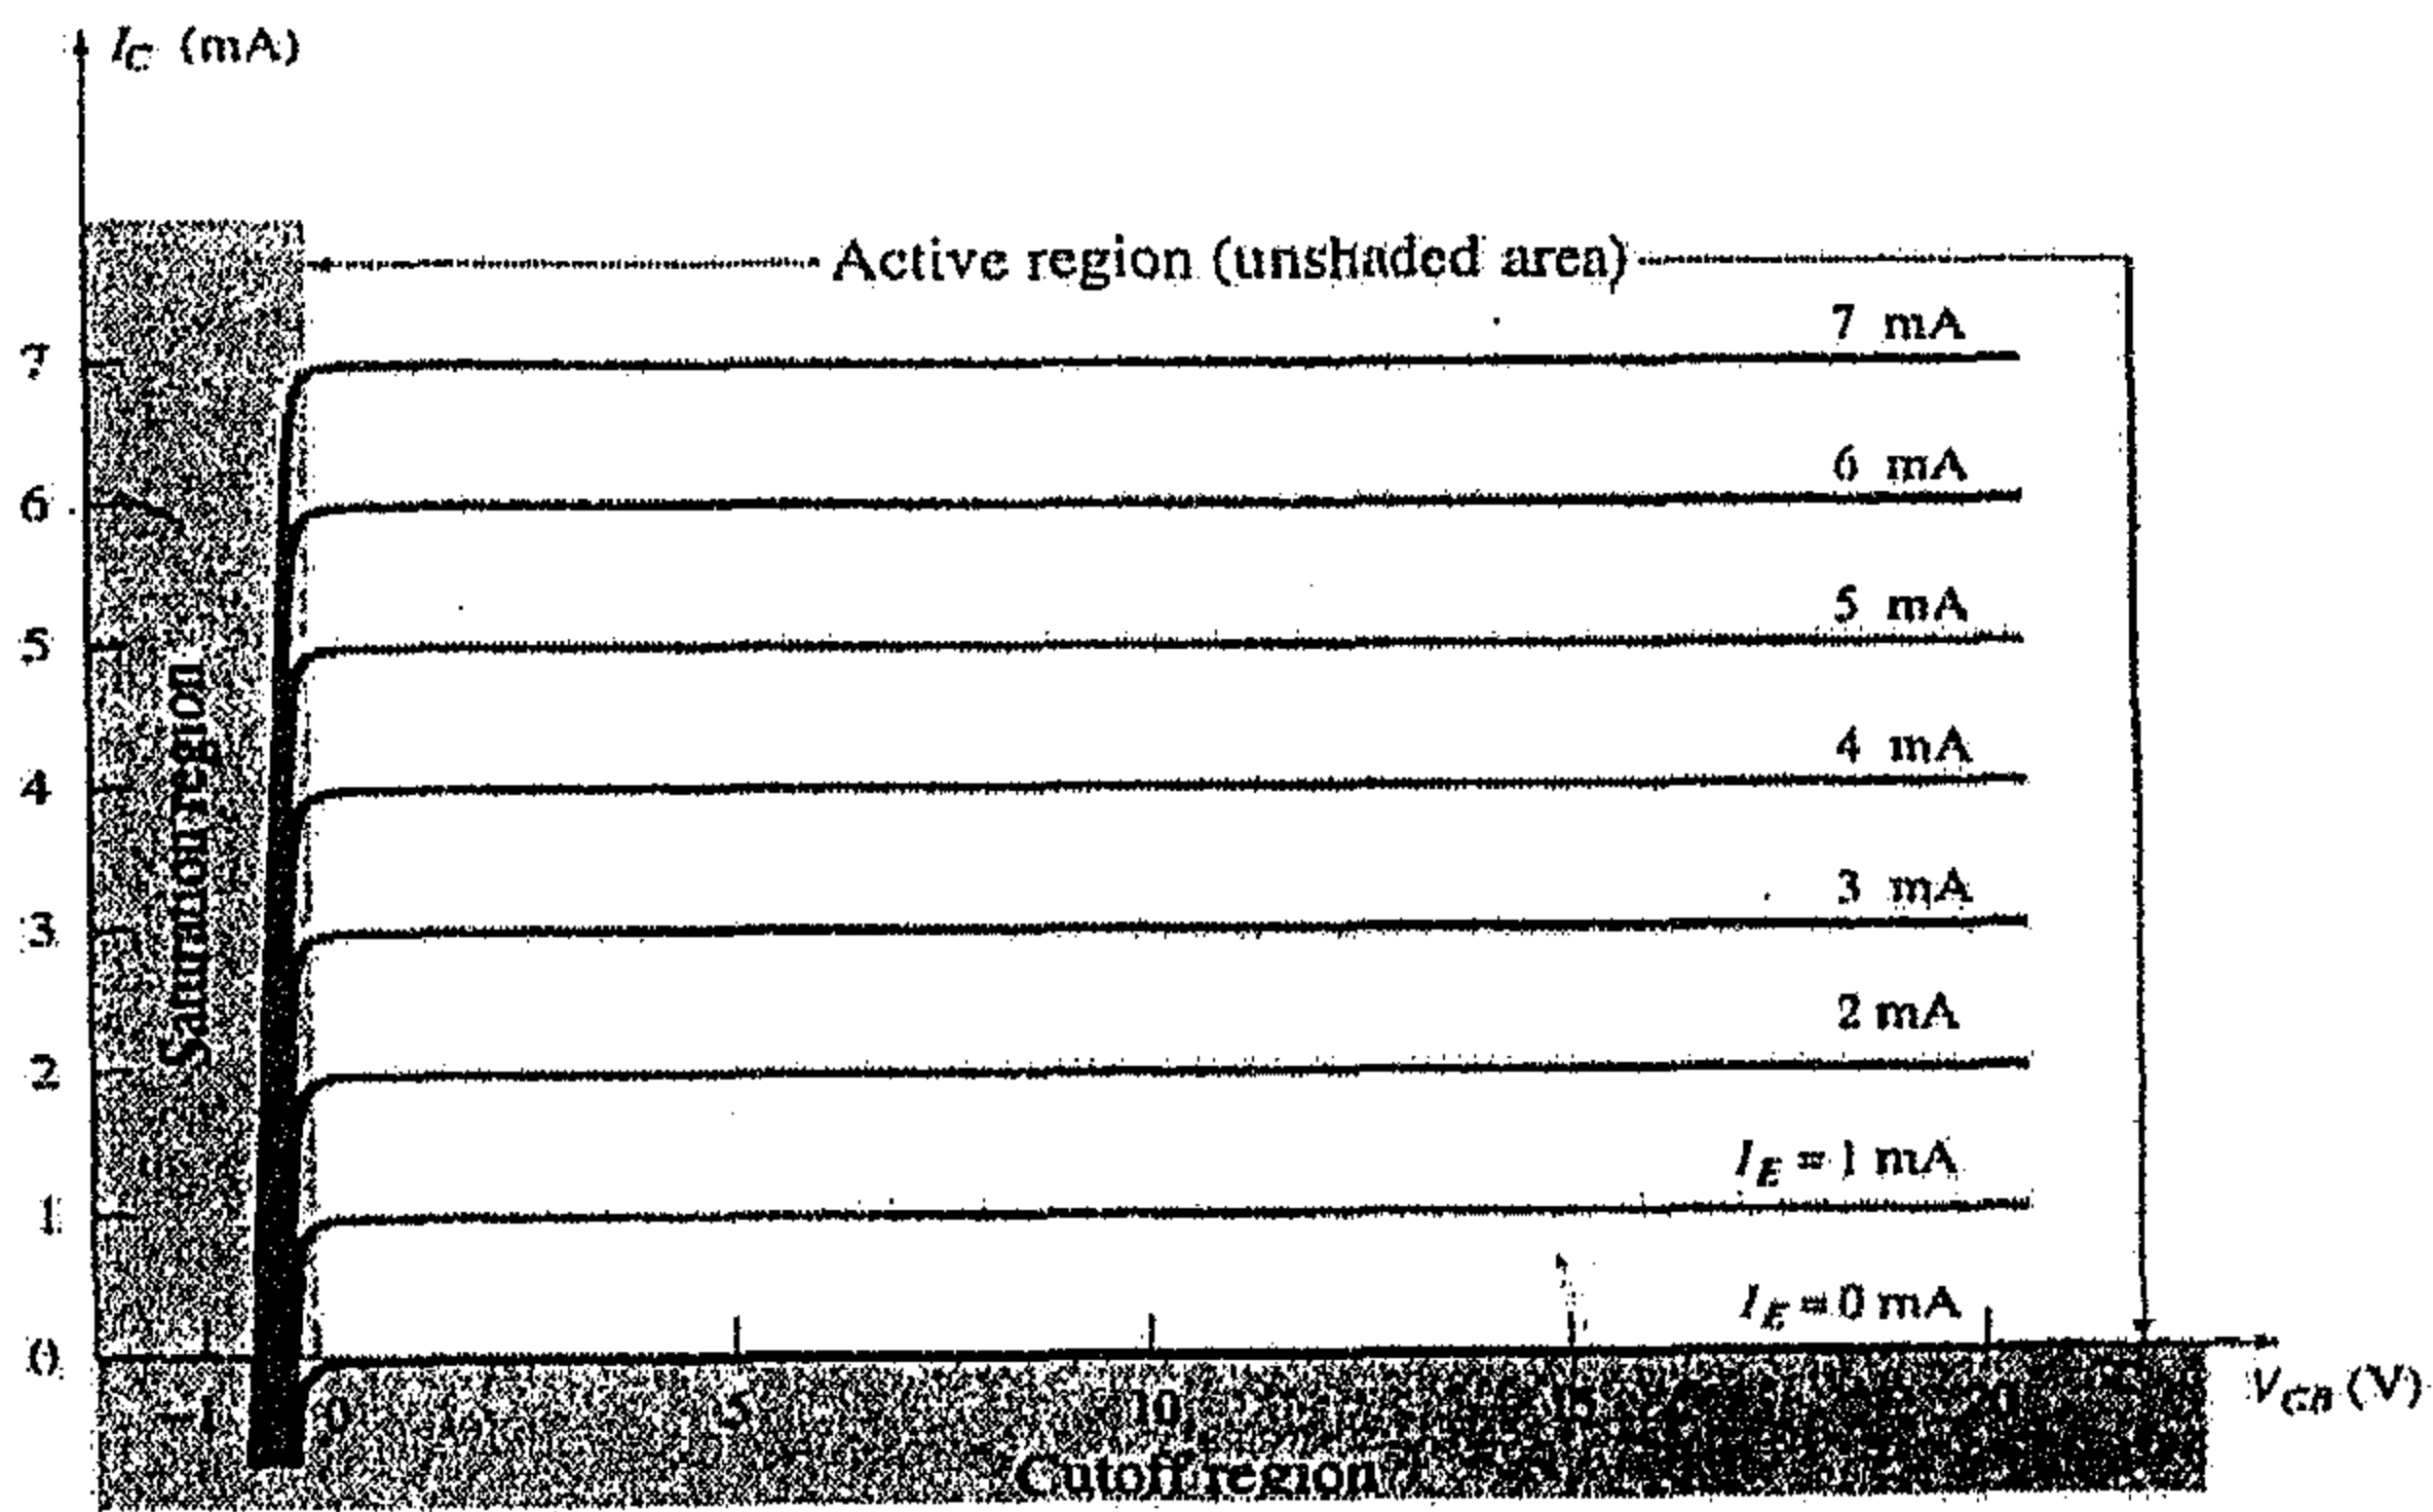 I_C (mA)
Active region (unshaded area)
7 mA
7
6 mA
6
5 mA
5
Saturation region
4 mA
4
3 mA
3
2 mA
2
I_E = 1 mA
1
I_E = 0 mA
0
-1 0 5 10 15 20
V_CB (V)
Cutoff region